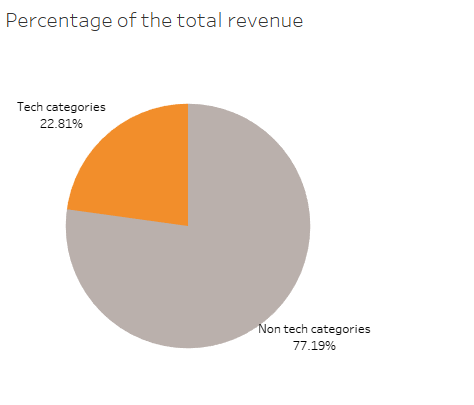 Percentage of the total revenue
Tech categories
22.81%
Non tech categories
77.19%